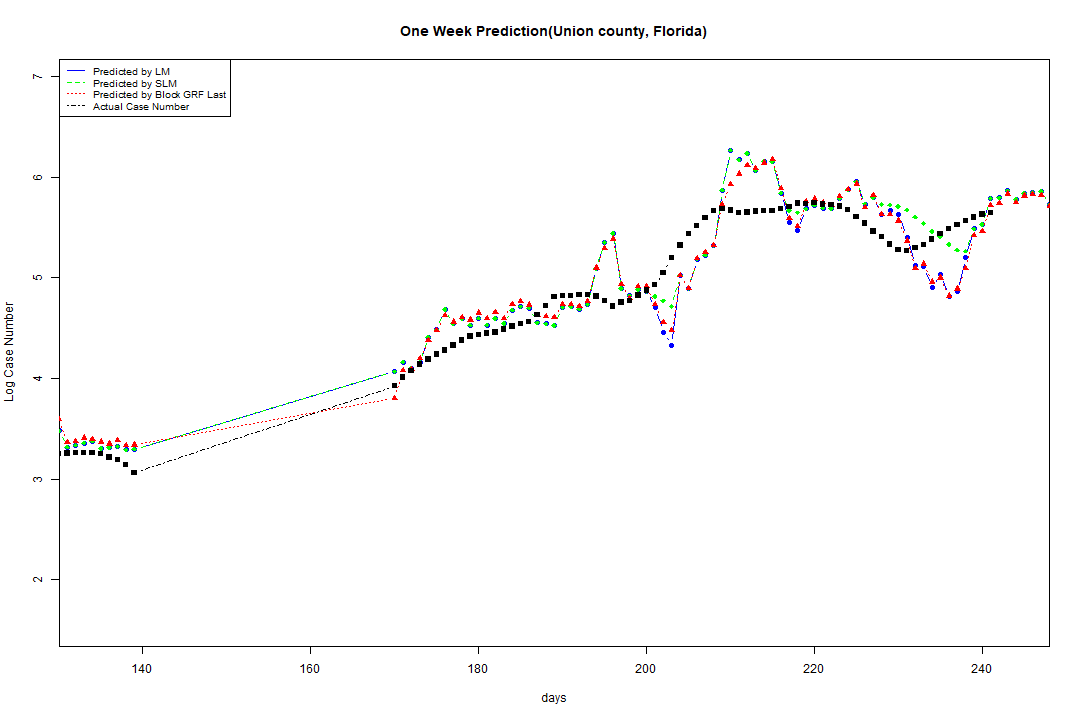 One Week Prediction(Union county, Florida)
Predicted by LM
Predicted by SLM
Predicted by Block GRF Last
Actual Case Number
7
6
5
4
3
2
Log Case Number
140 160 180 200 220 240
days